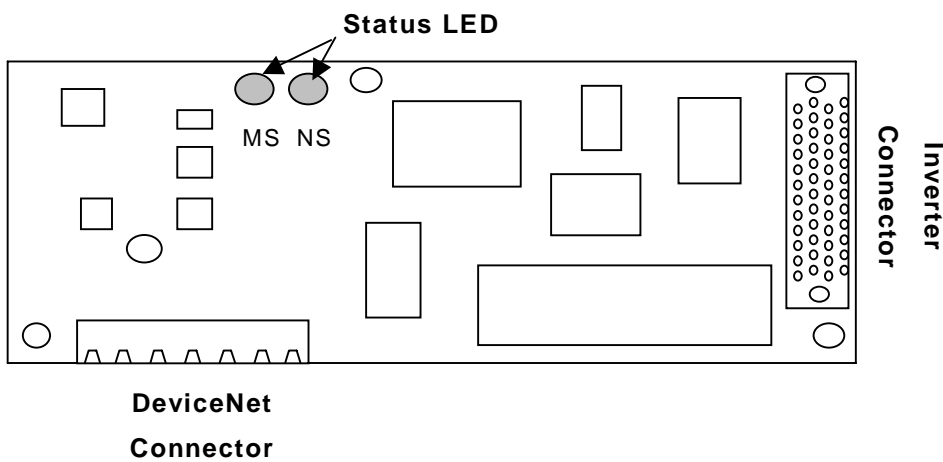 Status LED
MS NS
Inverter
Connector
DeviceNet
Connector